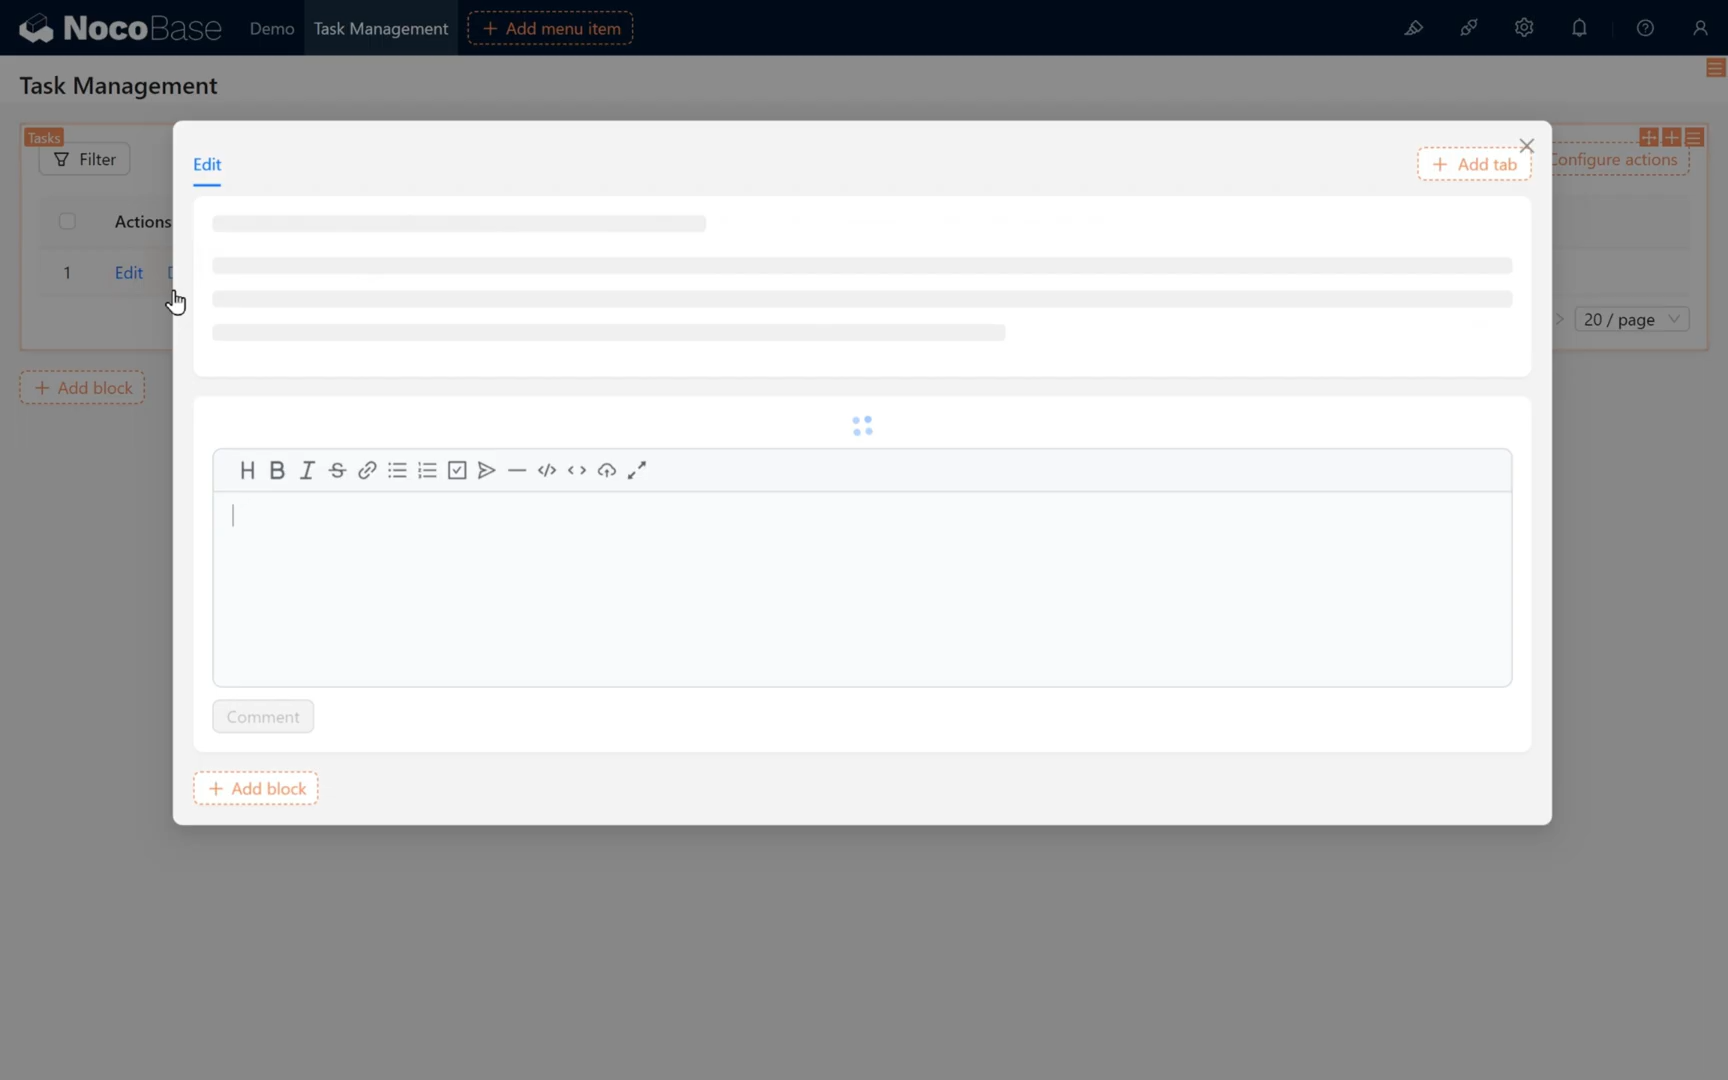 NocoBase Demo Task Management + Add menu item
Task Management
Tasks
Filter
Configure actions
Edit
+ Add tab
Actions
1 Edit
20 / page
+ Add block
H B I S
Comment
+ Add block